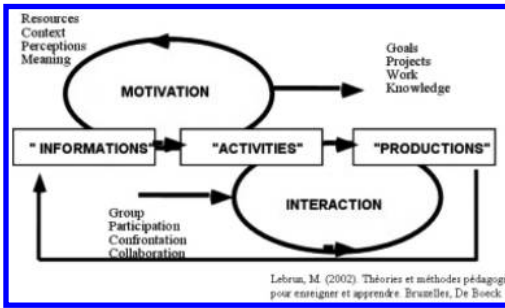 Resources
Context
Perceptions
Meaning
Goals
Projects
Work
Knowledge
MOTIVATION
" INFORMATIONS"
"ACTIVITIES"
"PRODUCTIONS"
INTERACTION
Group
Participation
Confrontation
Collaboration
Lebrun, M. (2002). Théories et méthodes pédagogi
pour enseigner et apprendre. Bruxelles, De Boeck